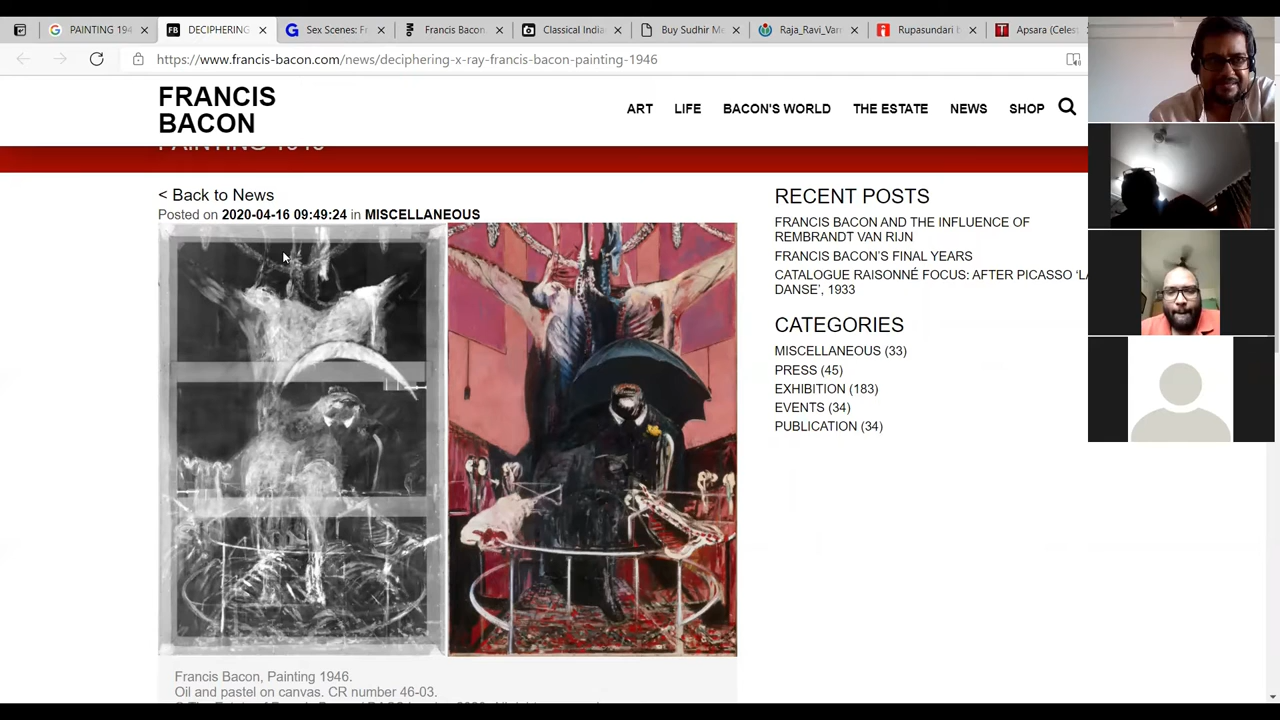 PAINTING 194
DECIPHERING
Sex Scenes: Fr
Francis Bacon
Classical India
Buy Sudhir Me
Raja_Ravi_Var
Rupasundari b
Apsara (Celes
https://www.francis-bacon.com/news/deciphering-x-ray-francis-bacon-painting-1946
FRANCIS
BACON
ART LIFE BACON'S WORLD THE ESTATE NEWS SHOP
PAINTING 1946
< Back to News
Posted on 2020-04-16 09:49:24 in MISCELLANEOUS
Francis Bacon, Painting 1946.
Oil and pastel on canvas. CR number 46-03.
RECENT POSTS
FRANCIS BACON AND THE INFLUENCE OF
REMBRANDT VAN RIJN
FRANCIS BACON'S FINAL YEARS
CATALOGUE RAISONNÉ FOCUS: AFTER PICASSO 'LA
DANSE', 1933
CATEGORIES
MISCELLANEOUS (33)
PRESS (45)
EXHIBITION (183)
EVENTS (34)
PUBLICATION (34)